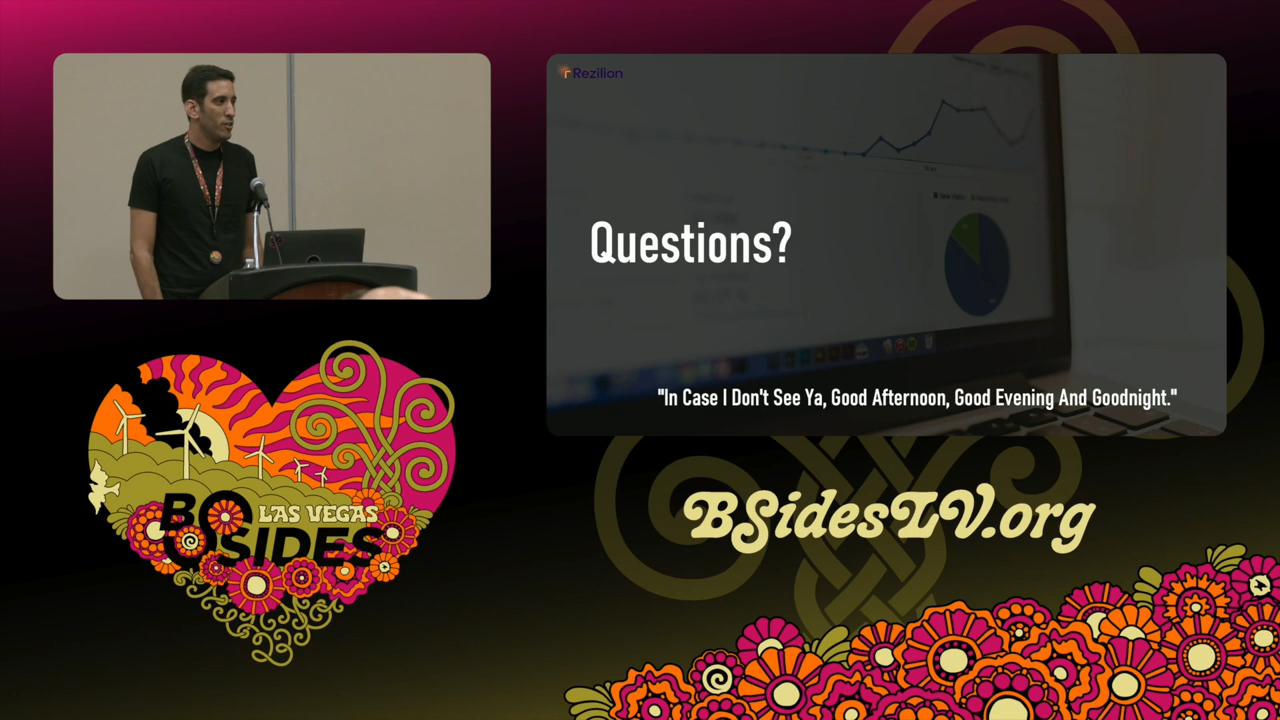 Rezilion
Questions?
"In Case I Don't See Ya, Good Afternoon, Good Evening And Goodnight."
LAS VEGAS
BSIDES
BSidesLV.org